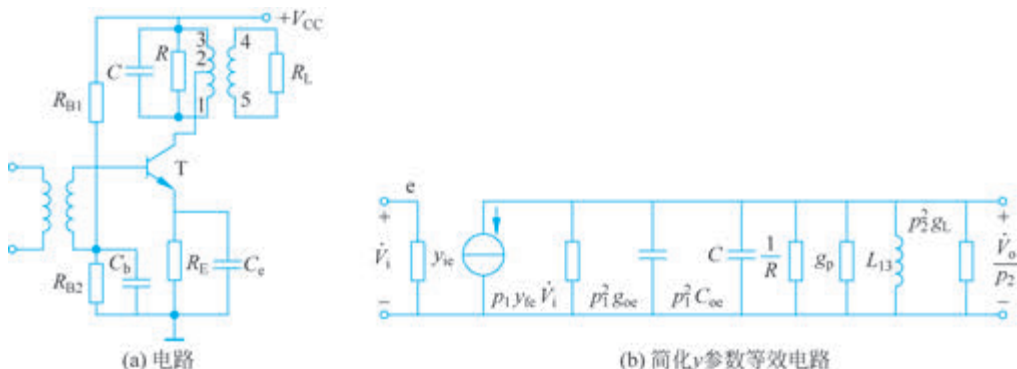 +V_CC
3
4
R
2
C
R_L
1
5
R_B1
T
C_b
R_E
C_e
R_B2
(a) 电路
e
+
V̇_i
−
y_ie
p_1 y_fe V̇_i
p_1^2 g_oe
p_1^2 C_oe
C
1/R
g_p
L_13
p_2^2 g_L
+
V̇_o/p_2
−
(b) 简化y参数等效电路